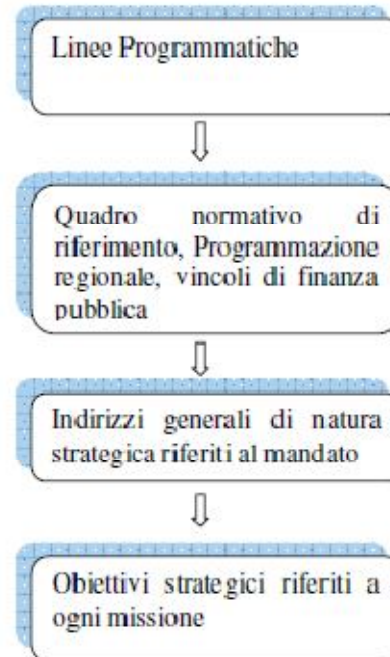 Linee Programmatiche
Quadro normativo di
riferimento, Programmazione
regionale, vincoli di finanza
pubblica
Indirizzi generali di natura
strategica riferiti al mandato
Obiettivi strategici riferiti a
ogni missione